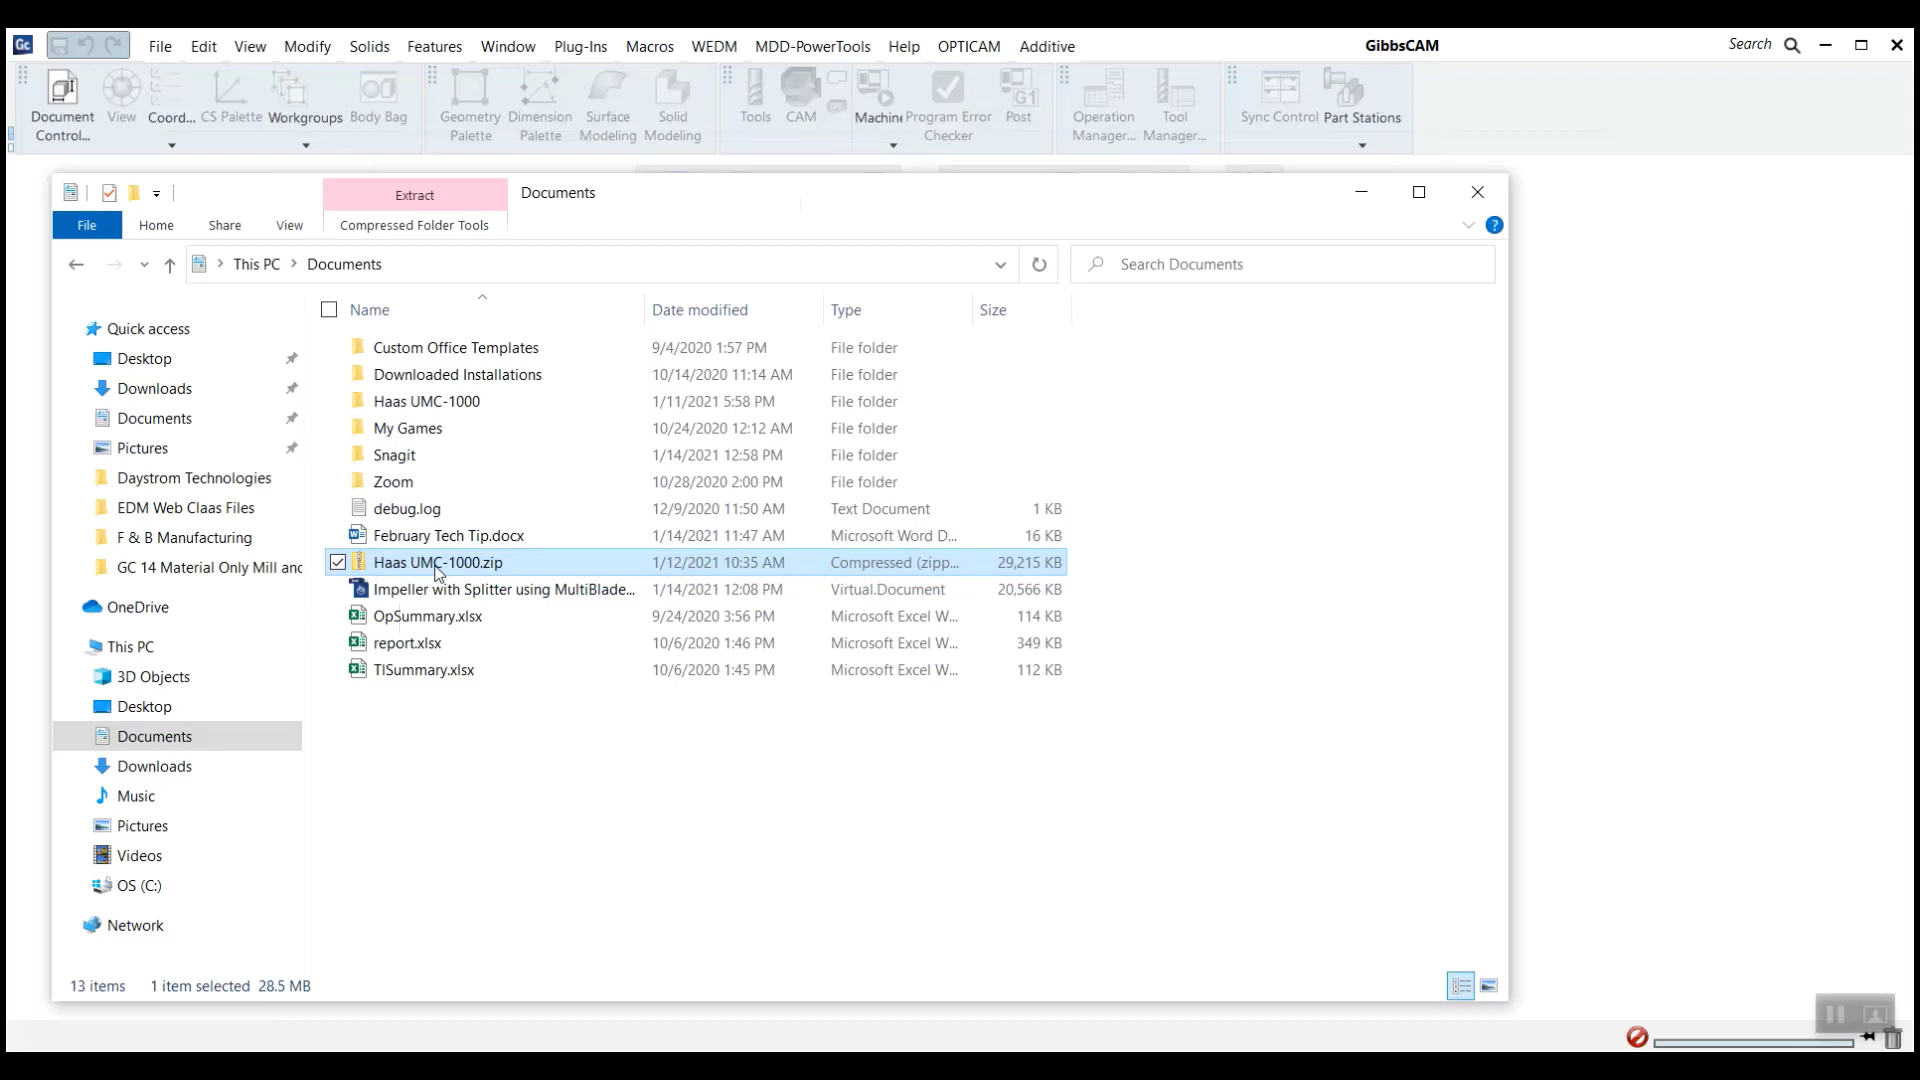 Gc File Edit View Modify Solids Features Window Plug-Ins Macros WEDM MDD-PowerTools Help OPTICAM Additive GibbsCAM Search
Document Control... View Coord... CS Palette Workgroups Body Bag Geometry Palette Dimension Palette Surface Modeling Solid Modeling Tools CAM Machine Program Error Checker G1 Post Operation Manager... Tool Manager... Sync Control Part Stations
Extract Documents
File Home Share View Compressed Folder Tools ?
This PC Documents Search Documents
Name Date modified Type Size
Quick access
Desktop
Downloads
Documents
Pictures
Daystrom Technologies
EDM Web Claas Files
F & B Manufacturing
GC 14 Material Only Mill and
OneDrive
This PC
3D Objects
Desktop
Documents
Downloads
Music
Pictures
Videos
OS (C:)
Network
Custom Office Templates 9/4/2020 1:57 PM File folder
Downloaded Installations 10/14/2020 11:14 AM File folder
Haas UMC-1000 1/11/2021 5:58 PM File folder
My Games 10/24/2020 12:12 AM File folder
Snagit 1/14/2021 12:58 PM File folder
Zoom 10/28/2020 2:00 PM File folder
debug.log 12/9/2020 11:50 AM Text Document 1 KB
February Tech Tip.docx 1/14/2021 11:47 AM Microsoft Word D... 16 KB
Haas UMC-1000.zip 1/12/2021 10:35 AM Compressed (zipp... 29,215 KB
Impeller with Splitter using MultiBlade... 1/14/2021 12:08 PM Virtual.Document 20,566 KB
OpSummary.xlsx 9/24/2020 3:56 PM Microsoft Excel W... 114 KB
report.xlsx 10/6/2020 1:46 PM Microsoft Excel W... 349 KB
TlSummary.xlsx 10/6/2020 1:45 PM Microsoft Excel W... 112 KB
13 items 1 item selected 28.5 MB